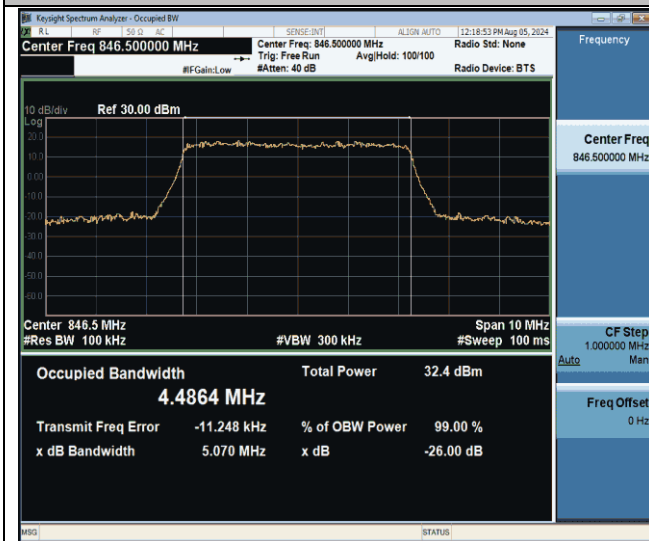 Keysight Spectrum Analyzer - Occupied BW
RL RF 50 Ω AC SENSE:INT ALIGN AUTO 12:18:53 PM Aug 05, 2024
Center Freq 846.500000 MHz
Center Freq: 846.500000 MHz Radio Std: None
Trig: Free Run Avg|Hold: 100/100
#IFGain:Low #Atten: 40 dB Radio Device: BTS
10 dB/div Ref 30.00 dBm
Log
20.0
10.0
0.00
-10.0
-20.0
-30.0
-40.0
-50.0
-60.0
Center 846.5 MHz Span 10 MHz
#Res BW 100 kHz #VBW 300 kHz #Sweep 100 ms
Occupied Bandwidth Total Power 32.4 dBm
4.4864 MHz
Transmit Freq Error -11.248 kHz % of OBW Power 99.00 %
x dB Bandwidth 5.070 MHz x dB -26.00 dB
MSG STATUS
Frequency
Center Freq
846.500000 MHz
CF Step
1.000000 MHz
Auto Man
Freq Offset
0 Hz